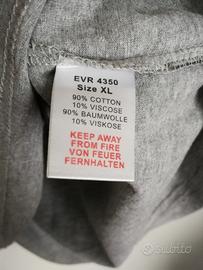 EVR 4350
Size XL
90% COTTON
10% VISCOSE
90% BAUMWOLLE
10% VISKOSE
KEEP AWAY
FROM FIRE
VON FEUER
FERNHALTEN
subito